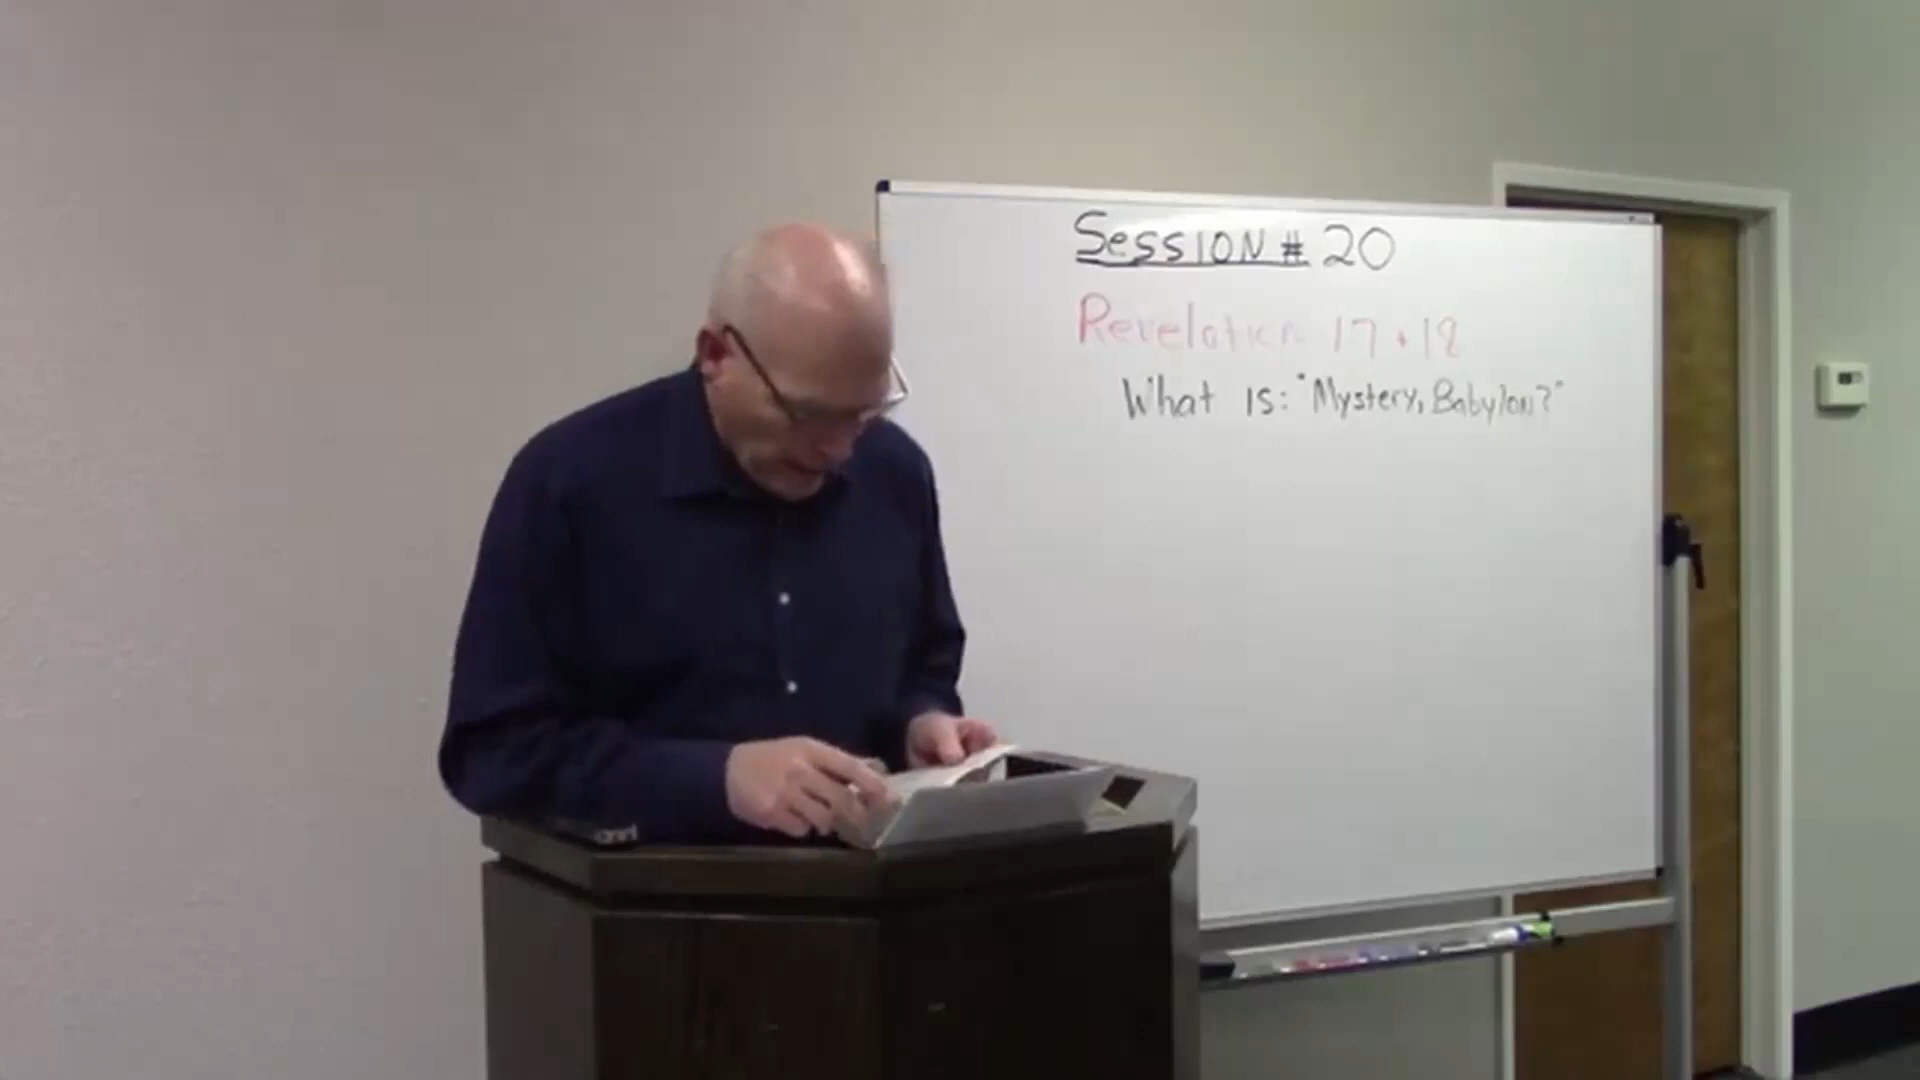 Session # 20
Revelation 17 + 18
What is: "Mystery, Babylon?"